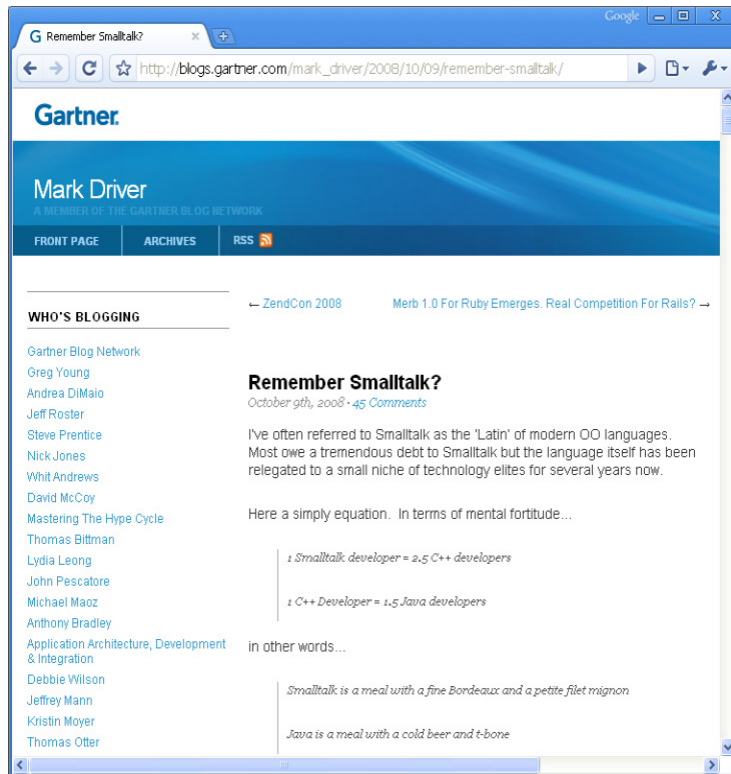 Google
Remember Smalltalk?
http://blogs.gartner.com/mark_driver/2008/10/09/remember-smalltalk/
Gartner.
Mark Driver
A MEMBER OF THE GARTNER BLOG NETWORK
FRONT PAGE ARCHIVES RSS
← ZendCon 2008 Merb 1.0 For Ruby Emerges. Real Competition For Rails? →
WHO'S BLOGGING
Gartner Blog Network
Greg Young
Andrea DiMaio
Jeff Roster
Steve Prentice
Nick Jones
Whit Andrews
David McCoy
Mastering The Hype Cycle
Thomas Bittman
Lydia Leong
John Pescatore
Michael Maoz
Anthony Bradley
Application Architecture, Development
& Integration
Debbie Wilson
Jeffrey Mann
Kristin Moyer
Thomas Otter
Remember Smalltalk?
October 9th, 2008 · 45 Comments
I've often referred to Smalltalk as the 'Latin' of modern OO languages.
Most owe a tremendous debt to Smalltalk but the language itself has been
relegated to a small niche of technology elites for several years now.
Here a simply equation. In terms of mental fortitude...
1 Smalltalk developer = 2.5 C++ developers
1 C++ Developer = 1.5 Java developers
in other words...
Smalltalk is a meal with a fine Bordeaux and a petite filet mignon
Java is a meal with a cold beer and t-bone